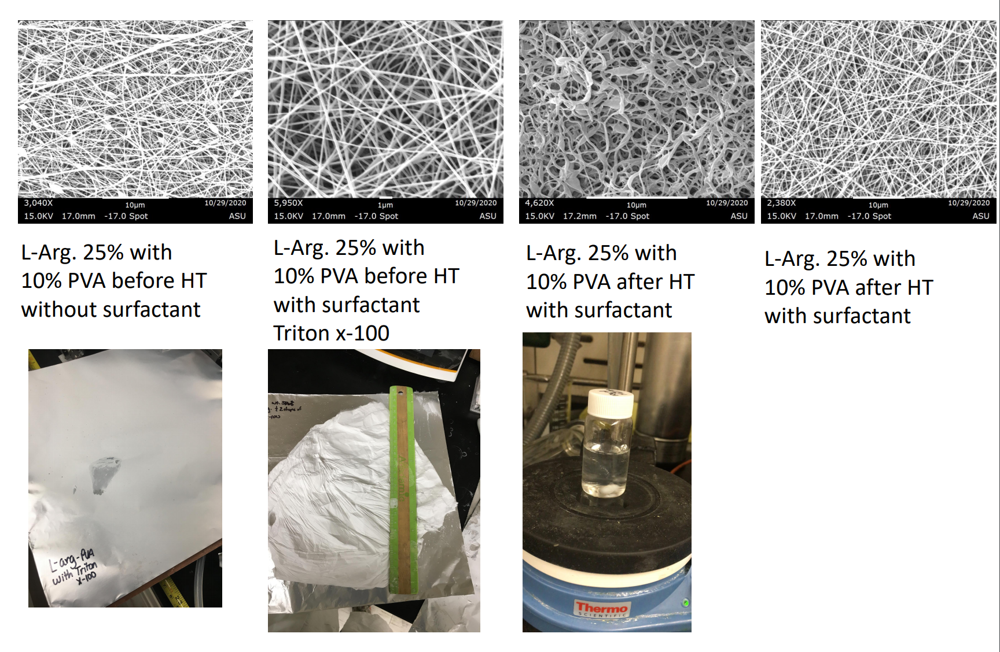 3,040X
10µm
10/29/2020
15.0KV 17.0mm -17.0 Spot
ASU
5,950X
1µm
10/29/2020
15.0KV 17.0mm -17.0 Spot
ASU
4,620X
10µm
10/29/2020
15.0KV 17.2mm -17.0 Spot
ASU
2,380X
10µm
10/29/2020
15.0KV 17.0mm -17.0 Spot
ASU
L-Arg. 25% with
10% PVA before HT
without surfactant
L-Arg. 25% with
10% PVA before HT
with surfactant
Triton x-100
L-Arg. 25% with
10% PVA after HT
with surfactant
L-Arg. 25% with
10% PVA after HT
with surfactant
L-arg-PVA
with Triton
X-100
2 drops of
Thermo
SCIENTIFIC